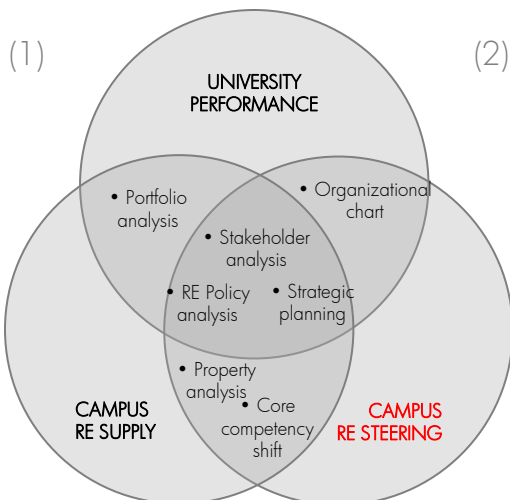 (1)
(2)
UNIVERSITY
PERFORMANCE
• Portfolio
analysis
• Organizational
chart
• Stakeholder
analysis
• RE Policy
analysis
• Strategic
planning
• Property
analysis
• Core
competency
shift
CAMPUS
RE SUPPLY
CAMPUS
RE STEERING